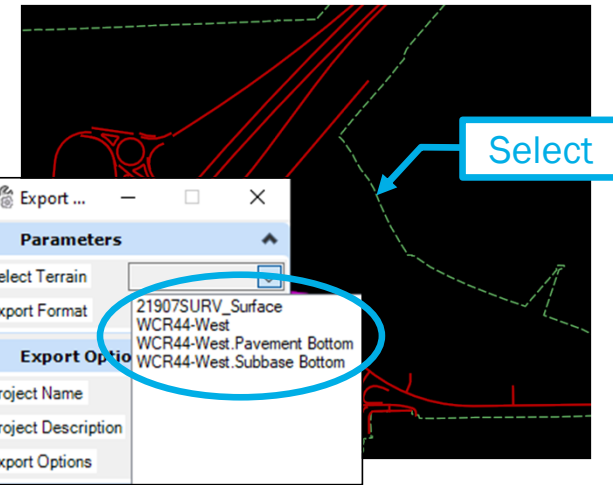 Select
Export ...
Parameters
elect Terrain
xport Format
21907SURV_Surface
WCR44-West
WCR44-West.Pavement Bottom
WCR44-West.Subbase Bottom
Export Optio
roject Name
roject Description
xport Options